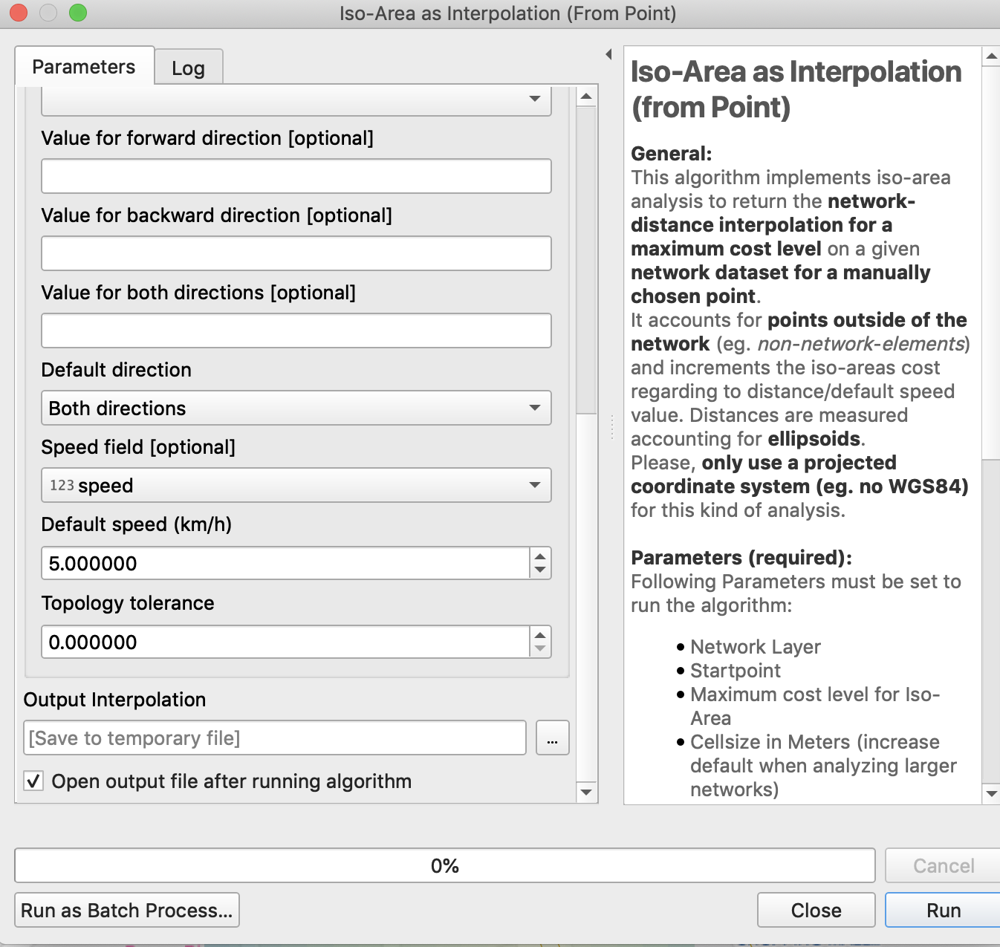 Iso-Area as Interpolation (From Point)
Parameters
Log
Value for forward direction [optional]
Value for backward direction [optional]
Value for both directions [optional]
Default direction
Both directions
Speed field [optional]
123 speed
Default speed (km/h)
5.000000
Topology tolerance
0.000000
Output Interpolation
[Save to temporary file]
...
Open output file after running algorithm
Iso-Area as Interpolation
(from Point)
General:
This algorithm implements iso-area
analysis to return the network-
distance interpolation for a
maximum cost level on a given
network dataset for a manually
chosen point.
It accounts for points outside of the
network (eg. non-network-elements)
and increments the iso-areas cost
regarding to distance/default speed
value. Distances are measured
accounting for ellipsoids.
Please, only use a projected
coordinate system (eg. no WGS84)
for this kind of analysis.
Parameters (required):
Following Parameters must be set to
run the algorithm:
• Network Layer
• Startpoint
• Maximum cost level for Iso-
Area
• Cellsize in Meters (increase
default when analyzing larger
networks)
0%
Cancel
Run as Batch Process...
Close
Run